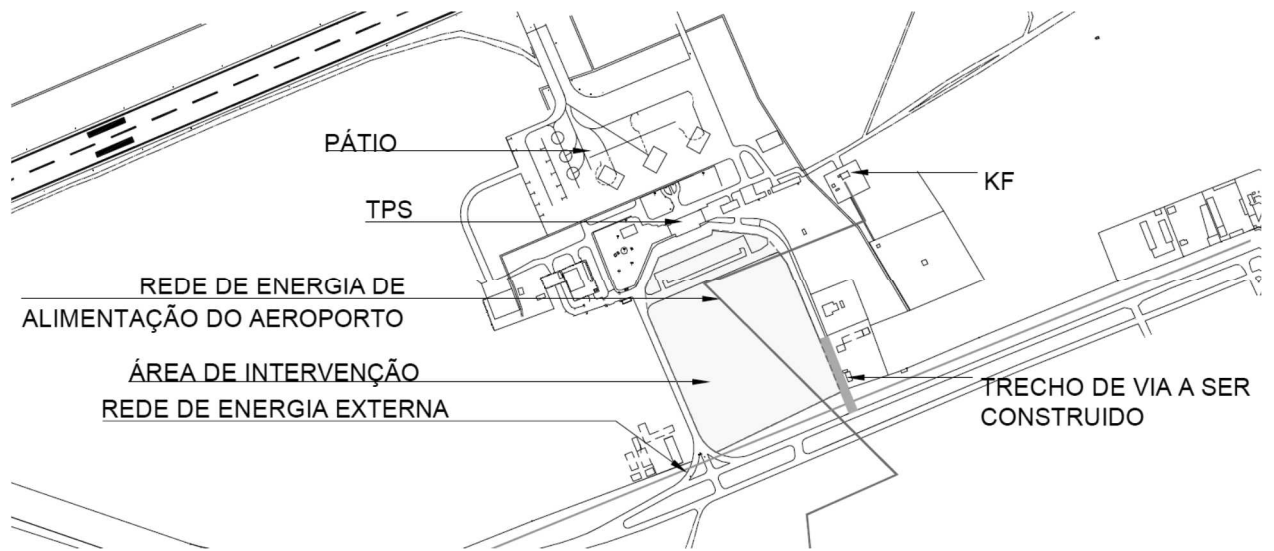 PÁTIO
KF
TPS
REDE DE ENERGIA DE
ALIMENTAÇÃO DO AEROPORTO
ÁREA DE INTERVENÇÃO
REDE DE ENERGIA EXTERNA
TRECHO DE VIA A SER
CONSTRUIDO